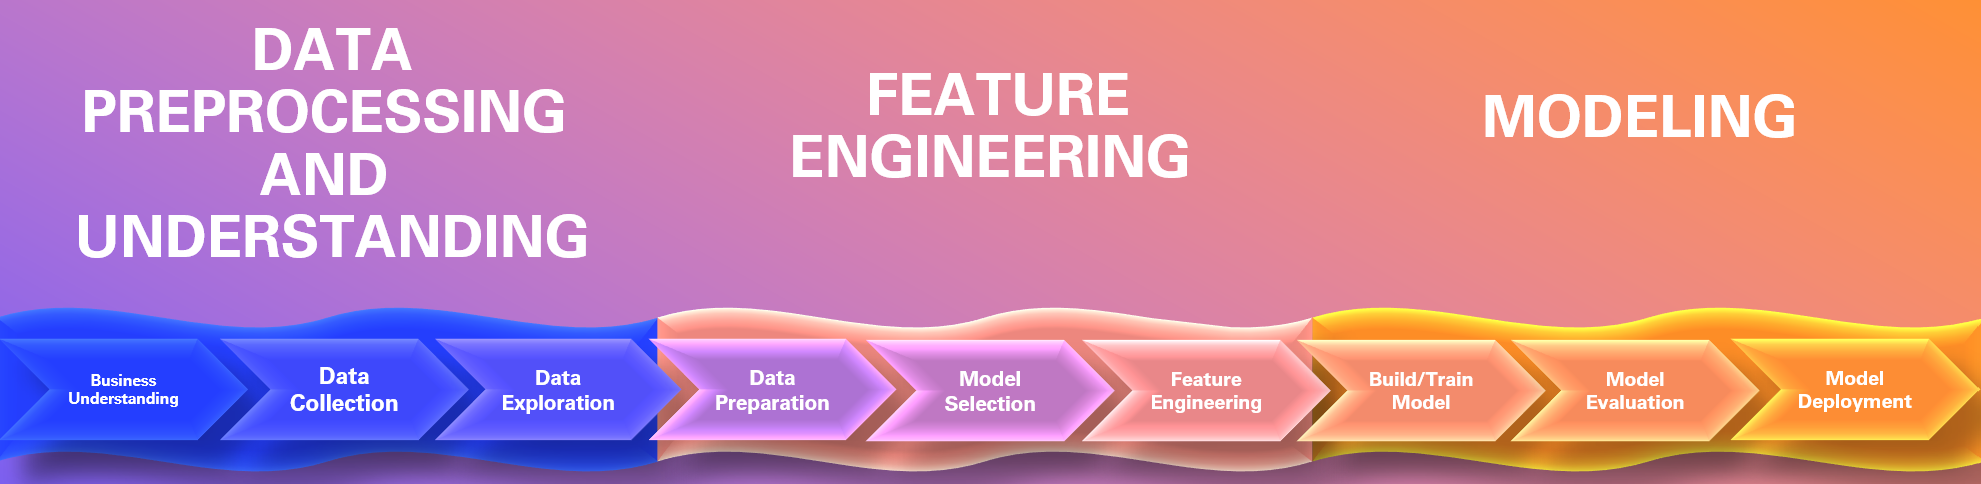 DATA
PREPROCESSING
AND
UNDERSTANDING
FEATURE
ENGINEERING
MODELING
Business
Understanding
Data
Collection
Data
Exploration
Data
Preparation
Model
Selection
Feature
Engineering
Build/Train
Model
Model
Evaluation
Model
Deployment